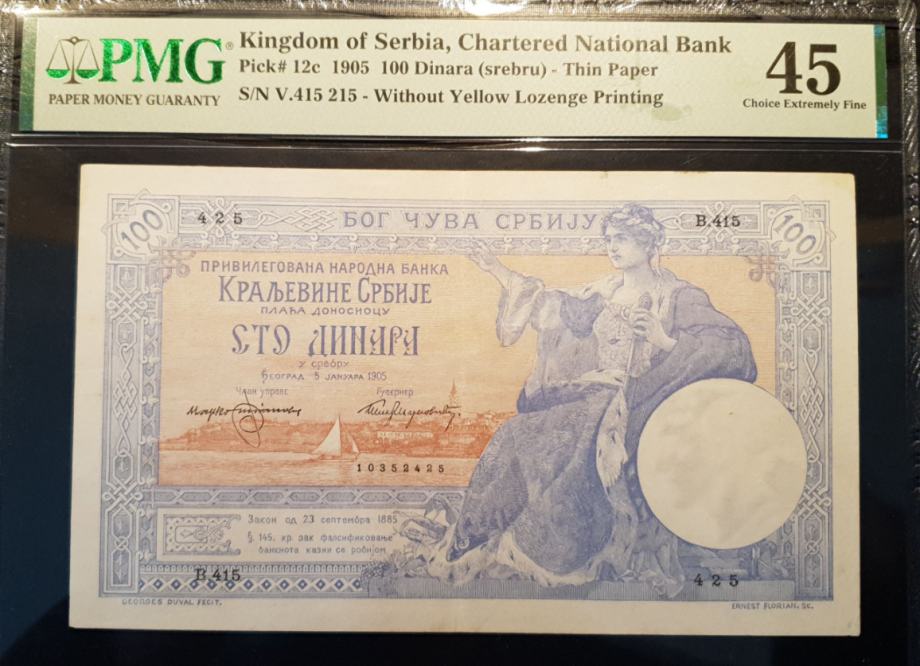 PMG®
PAPER MONEY GUARANTY
Kingdom of Serbia, Chartered National Bank
Pick# 12c 1905 100 Dinara (srebru) - Thin Paper
S/N V.415 215 - Without Yellow Lozenge Printing
45
Choice Extremely Fine
100
425
БОГ ЧУВА СРБИЈУ
В.415
100
ПРИВИЛЕГОВАНА НАРОДНА БАНКА
КРАЉЕВИНЕ СРБИЈЕ
ПЛАЋА ДОНОСИОЦУ
СТО ДИНАРА
У СРЕБРУ
БЕОГРАД 5 ЈАНУАРА 1905
Члан управе
Гувернер
10352425
Закон од 23 септембра 1885
§. 145. кр. зак фалсификовање
банкнота казни се робијом
В.415
425
GEORGES DUVAL FECIT.
ERNEST FLORIAN, SC.